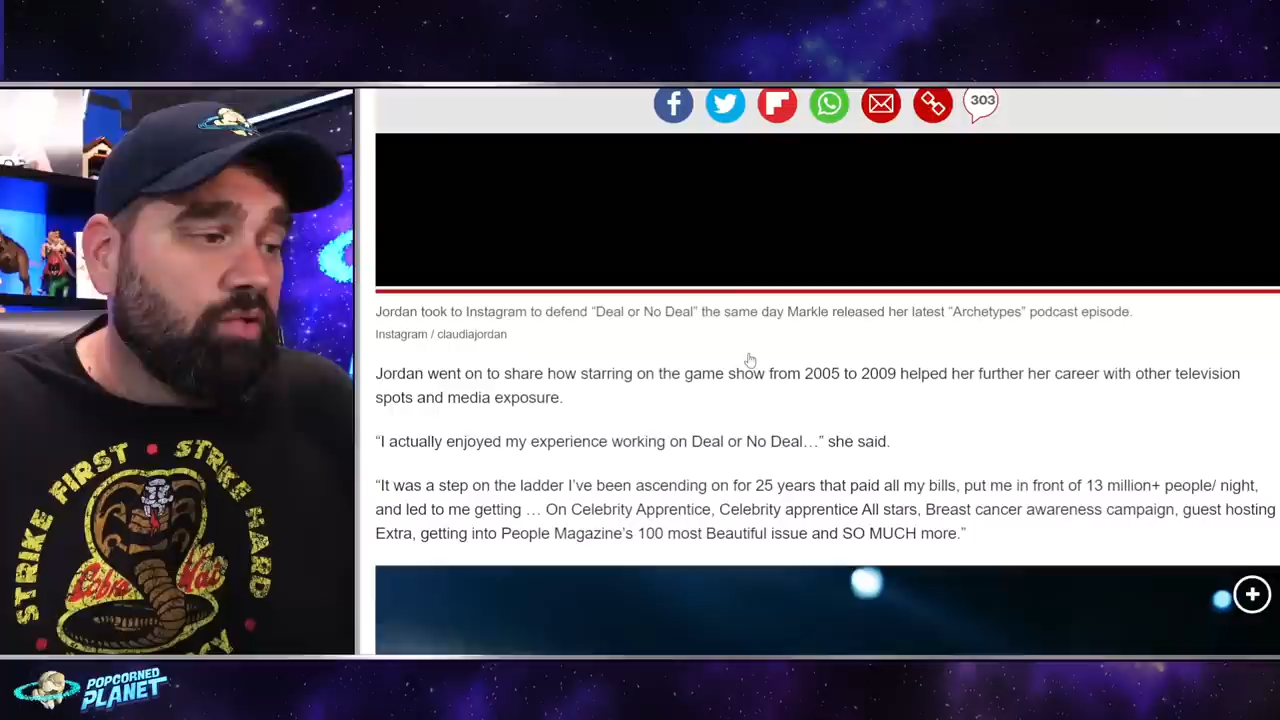 303
Jordan took to Instagram to defend “Deal or No Deal” the same day Markle released her latest “Archetypes” podcast episode.
Instagram / claudiajordan
Jordan went on to share how starring on the game show from 2005 to 2009 helped her further her career with other television
spots and media exposure.
“I actually enjoyed my experience working on Deal or No Deal…” she said.
“It was a step on the ladder I’ve been ascending on for 25 years that paid all my bills, put me in front of 13 million+ people/ night,
and led to me getting … On Celebrity Apprentice, Celebrity apprentice All stars, Breast cancer awareness campaign, guest hosting
Extra, getting into People Magazine’s 100 most Beautiful issue and SO MUCH more.”
STRIKE FIRST • STRIKE HARD
Cobra Kai
POPCORNED
PLANET